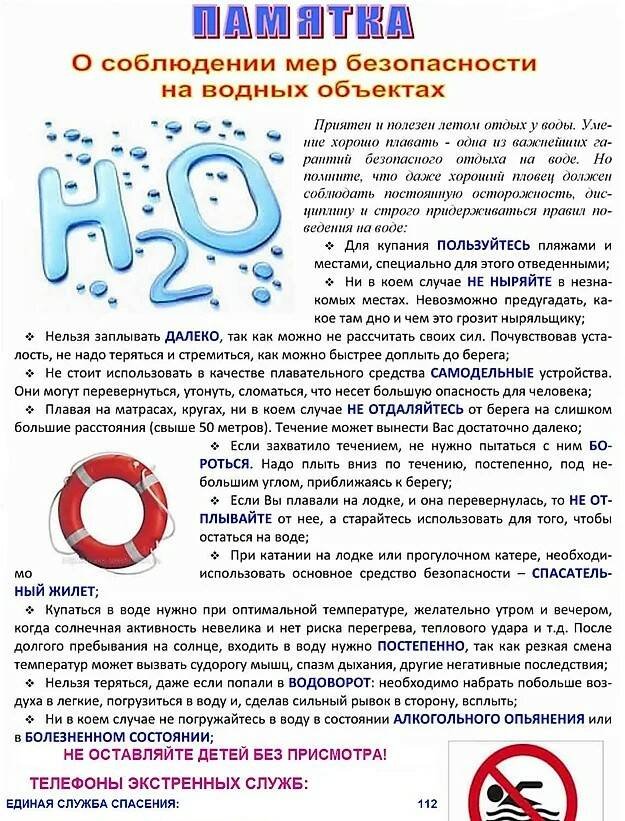 ПАМЯТКА
О соблюдении мер безопасности
на водных объектах
H2O
Приятен и полезен летом отдых у воды. Уме-
ние хорошо плавать - одна из важнейших га-
рантий безопасного отдыха на воде. Но
помните, что даже хороший пловец должен
соблюдать постоянную осторожность, дис-
циплину и строго придерживаться правил по-
ведения на воде:
❖ Для купания ПОЛЬЗУЙТЕСЬ пляжами и
местами, специально для этого отведенными;
❖ Ни в коем случае НЕ НЫРЯЙТЕ в незна-
комых местах. Невозможно предугадать, ка-
кое там дно и чем это грозит ныряльщику;
❖ Нельзя заплывать ДАЛЕКО, так как можно не рассчитать своих сил. Почувствовав уста-
лость, не надо теряться и стремиться, как можно быстрее доплыть до берега;
❖ Не стоит использовать в качестве плавательного средства САМОДЕЛЬНЫЕ устройства.
Они могут перевернуться, утонуть, сломаться, что несет большую опасность для человека;
❖ Плавая на матрасах, кругах, ни в коем случае НЕ ОТДАЛЯЙТЕСЬ от берега на слишком
большие расстояния (свыше 50 метров). Течение может вынести Вас достаточно далеко;
❖ Если захватило течением, не нужно пытаться с ним БО-
РОТЬСЯ. Надо плыть вниз по течению, постепенно, под не-
большим углом, приближаясь к берегу;
❖ Если Вы плавали на лодке, и она перевернулась, то НЕ ОТ-
ПЛЫВАЙТЕ от нее, а старайтесь использовать для того, чтобы
остаться на воде;
❖ При катании на лодке или прогулочном катере, необходи-
мо использовать основное средство безопасности – СПАСАТЕЛЬ-
НЫЙ ЖИЛЕТ;
❖ Купаться в воде нужно при оптимальной температуре, желательно утром и вечером,
когда солнечная активность невелика и нет риска перегрева, теплового удара и т.д. После
долгого пребывания на солнце, входить в воду нужно ПОСТЕПЕННО, так как резкая смена
температур может вызвать судорогу мышц, спазм дыхания, другие негативные последствия;
❖ Нельзя теряться, даже если попали в ВОДОВОРОТ: необходимо набрать побольше воз-
духа в легкие, погрузиться в воду и, сделав сильный рывок в сторону, всплыть;
❖ Ни в коем случае не погружайтесь в воду в состоянии АЛКОГОЛЬНОГО ОПЬЯНЕНИЯ или
в БОЛЕЗНЕННОМ СОСТОЯНИИ;
НЕ ОСТАВЛЯЙТЕ ДЕТЕЙ БЕЗ ПРИСМОТРА!
ТЕЛЕФОНЫ ЭКСТРЕННЫХ СЛУЖБ:
ЕДИНАЯ СЛУЖБА СПАСЕНИЯ: 112